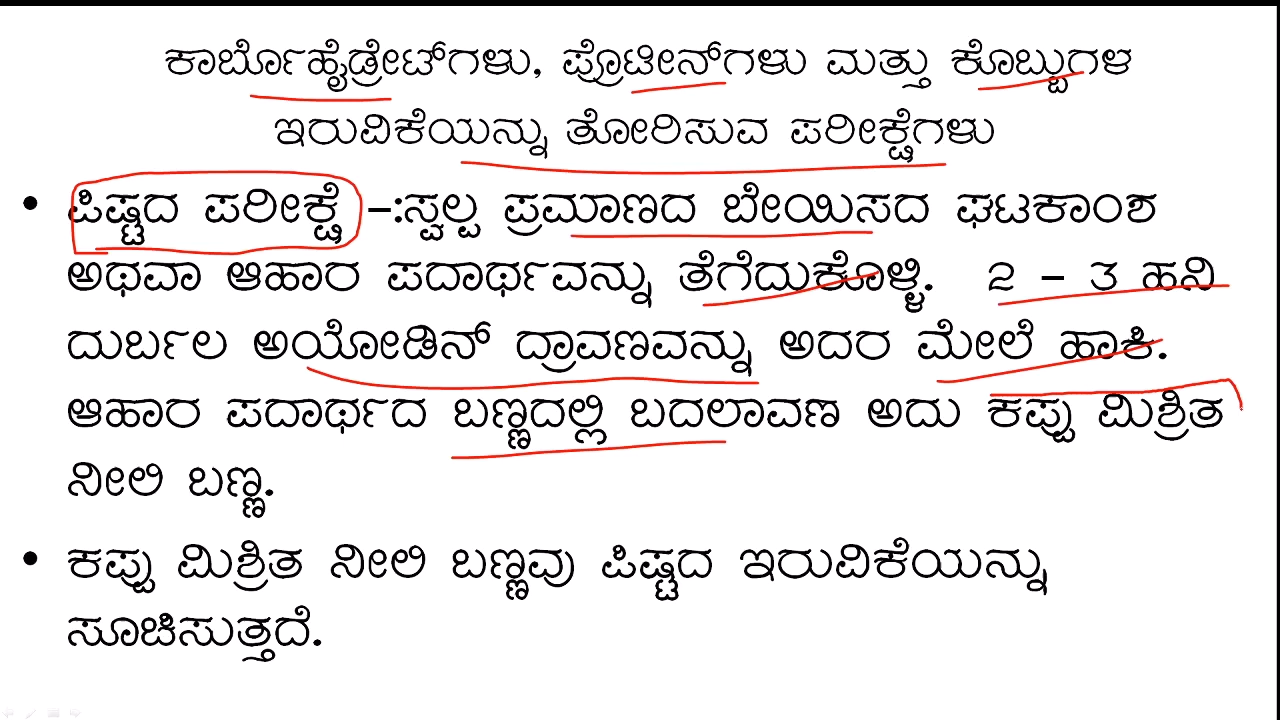 ಕಾರ್ಬೊಹೈಡ್ರೇಟ್‌ಗಳು, ಪ್ರೊಟೀನ್‌ಗಳು ಮತ್ತು ಕೊಬ್ಬುಗಳ
ಇರುವಿಕೆಯನ್ನು ತೋರಿಸುವ ಪರೀಕ್ಷೆಗಳು
• ಪಿಷ್ಟದ ಪರೀಕ್ಷೆ –:ಸ್ವಲ್ಪ ಪ್ರಮಾಣದ ಬೇಯಿಸದ ಘಟಕಾಂಶ
ಅಥವಾ ಆಹಾರ ಪದಾರ್ಥವನ್ನು ತೆಗೆದುಕೊಳ್ಳಿ. 2 – 3 ಹನಿ
ದುರ್ಬಲ ಅಯೋಡಿನ್ ದ್ರಾವಣವನ್ನು ಅದರ ಮೇಲೆ ಹಾಕಿ.
ಆಹಾರ ಪದಾರ್ಥದ ಬಣ್ಣದಲ್ಲಿ ಬದಲಾವಣ ಅದು ಕಪ್ಪು ಮಿಶ್ರಿತ
ನೀಲಿ ಬಣ್ಣ.
• ಕಪ್ಪು ಮಿಶ್ರಿತ ನೀಲಿ ಬಣ್ಣವು ಪಿಷ್ಟದ ಇರುವಿಕೆಯನ್ನು
ಸೂಚಿಸುತ್ತದೆ.